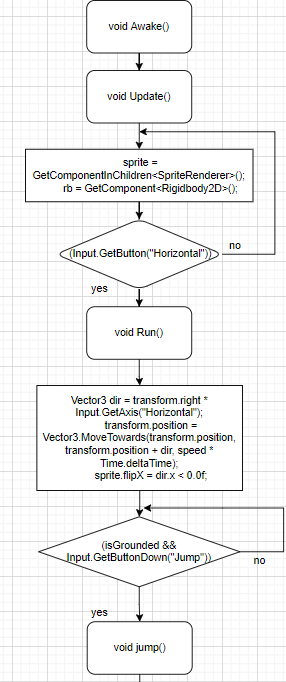 void Awake()
void Update()
sprite =
GetComponentInChildren<SpriteRenderer>();
rb = GetComponent<Rigidbody2D>();
(Input.GetButton("Horizontal"))
no
yes
void Run()
Vector3 dir = transform.right *
Input.GetAxis("Horizontal");
transform.position =
Vector3.MoveTowards(transform.position,
transform.position + dir, speed *
Time.deltaTime);
sprite.flipX = dir.x < 0.0f;
(isGrounded &&
Input.GetButtonDown("Jump"))
no
yes
void jump()